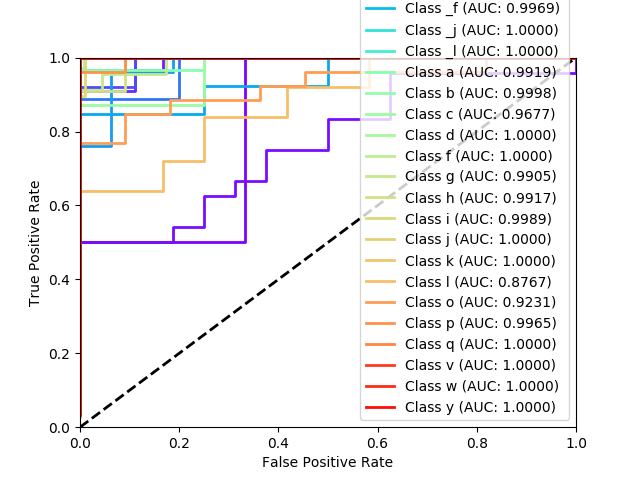 Class _f (AUC: 0.9969)
Class _j (AUC: 1.0000)
Class _l (AUC: 1.0000)
Class a (AUC: 0.9919)
Class b (AUC: 0.9998)
Class c (AUC: 0.9677)
Class d (AUC: 1.0000)
Class f (AUC: 1.0000)
Class g (AUC: 0.9905)
Class h (AUC: 0.9917)
Class i (AUC: 0.9989)
Class j (AUC: 1.0000)
Class k (AUC: 1.0000)
Class l (AUC: 0.8767)
Class o (AUC: 0.9231)
Class p (AUC: 0.9965)
Class q (AUC: 1.0000)
Class v (AUC: 1.0000)
Class w (AUC: 1.0000)
Class y (AUC: 1.0000)
True Positive Rate
1.0
0.8
0.6
0.4
0.2
0.0
0.0 0.2 0.4 0.6 0.8 1.0
False Positive Rate